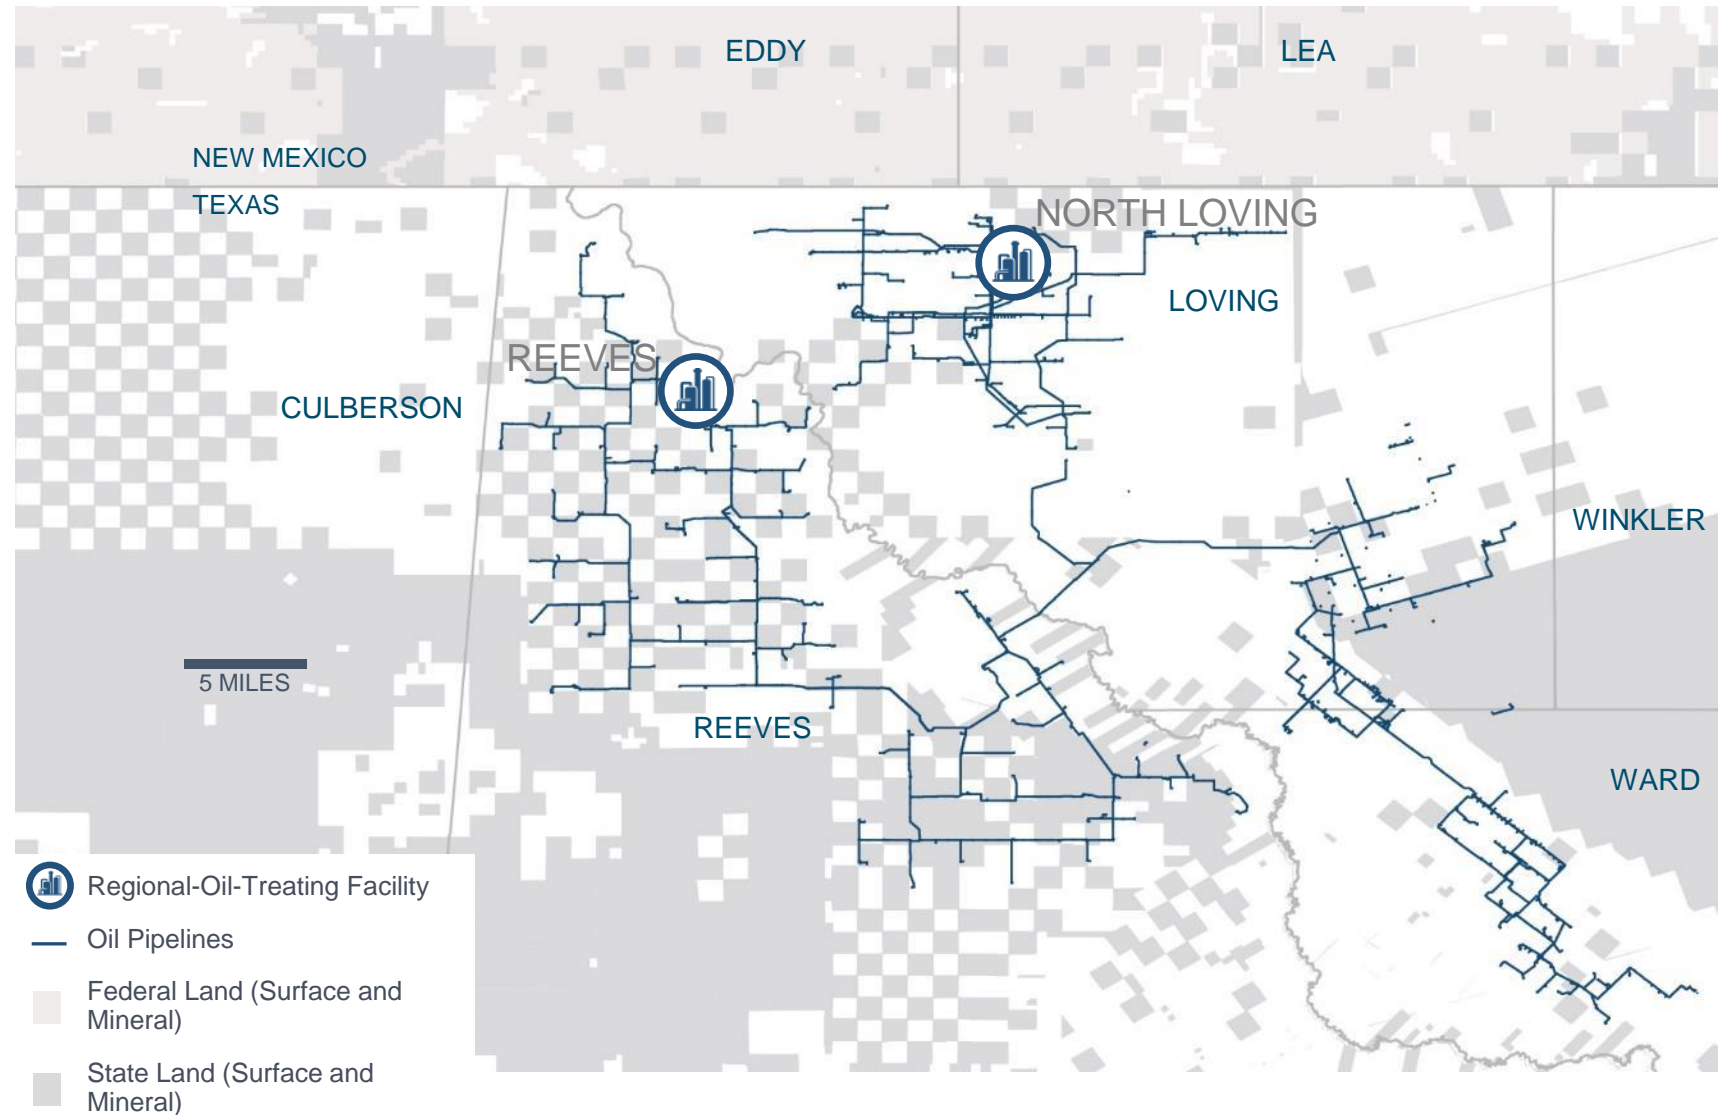 EDDY
LEA
NEW MEXICO
TEXAS
NORTH LOVING
LOVING
REEVES
CULBERSON
WINKLER
5 MILES
REEVES
WARD
Regional-Oil-Treating Facility
Oil Pipelines
Federal Land (Surface and
Mineral)
State Land (Surface and
Mineral)